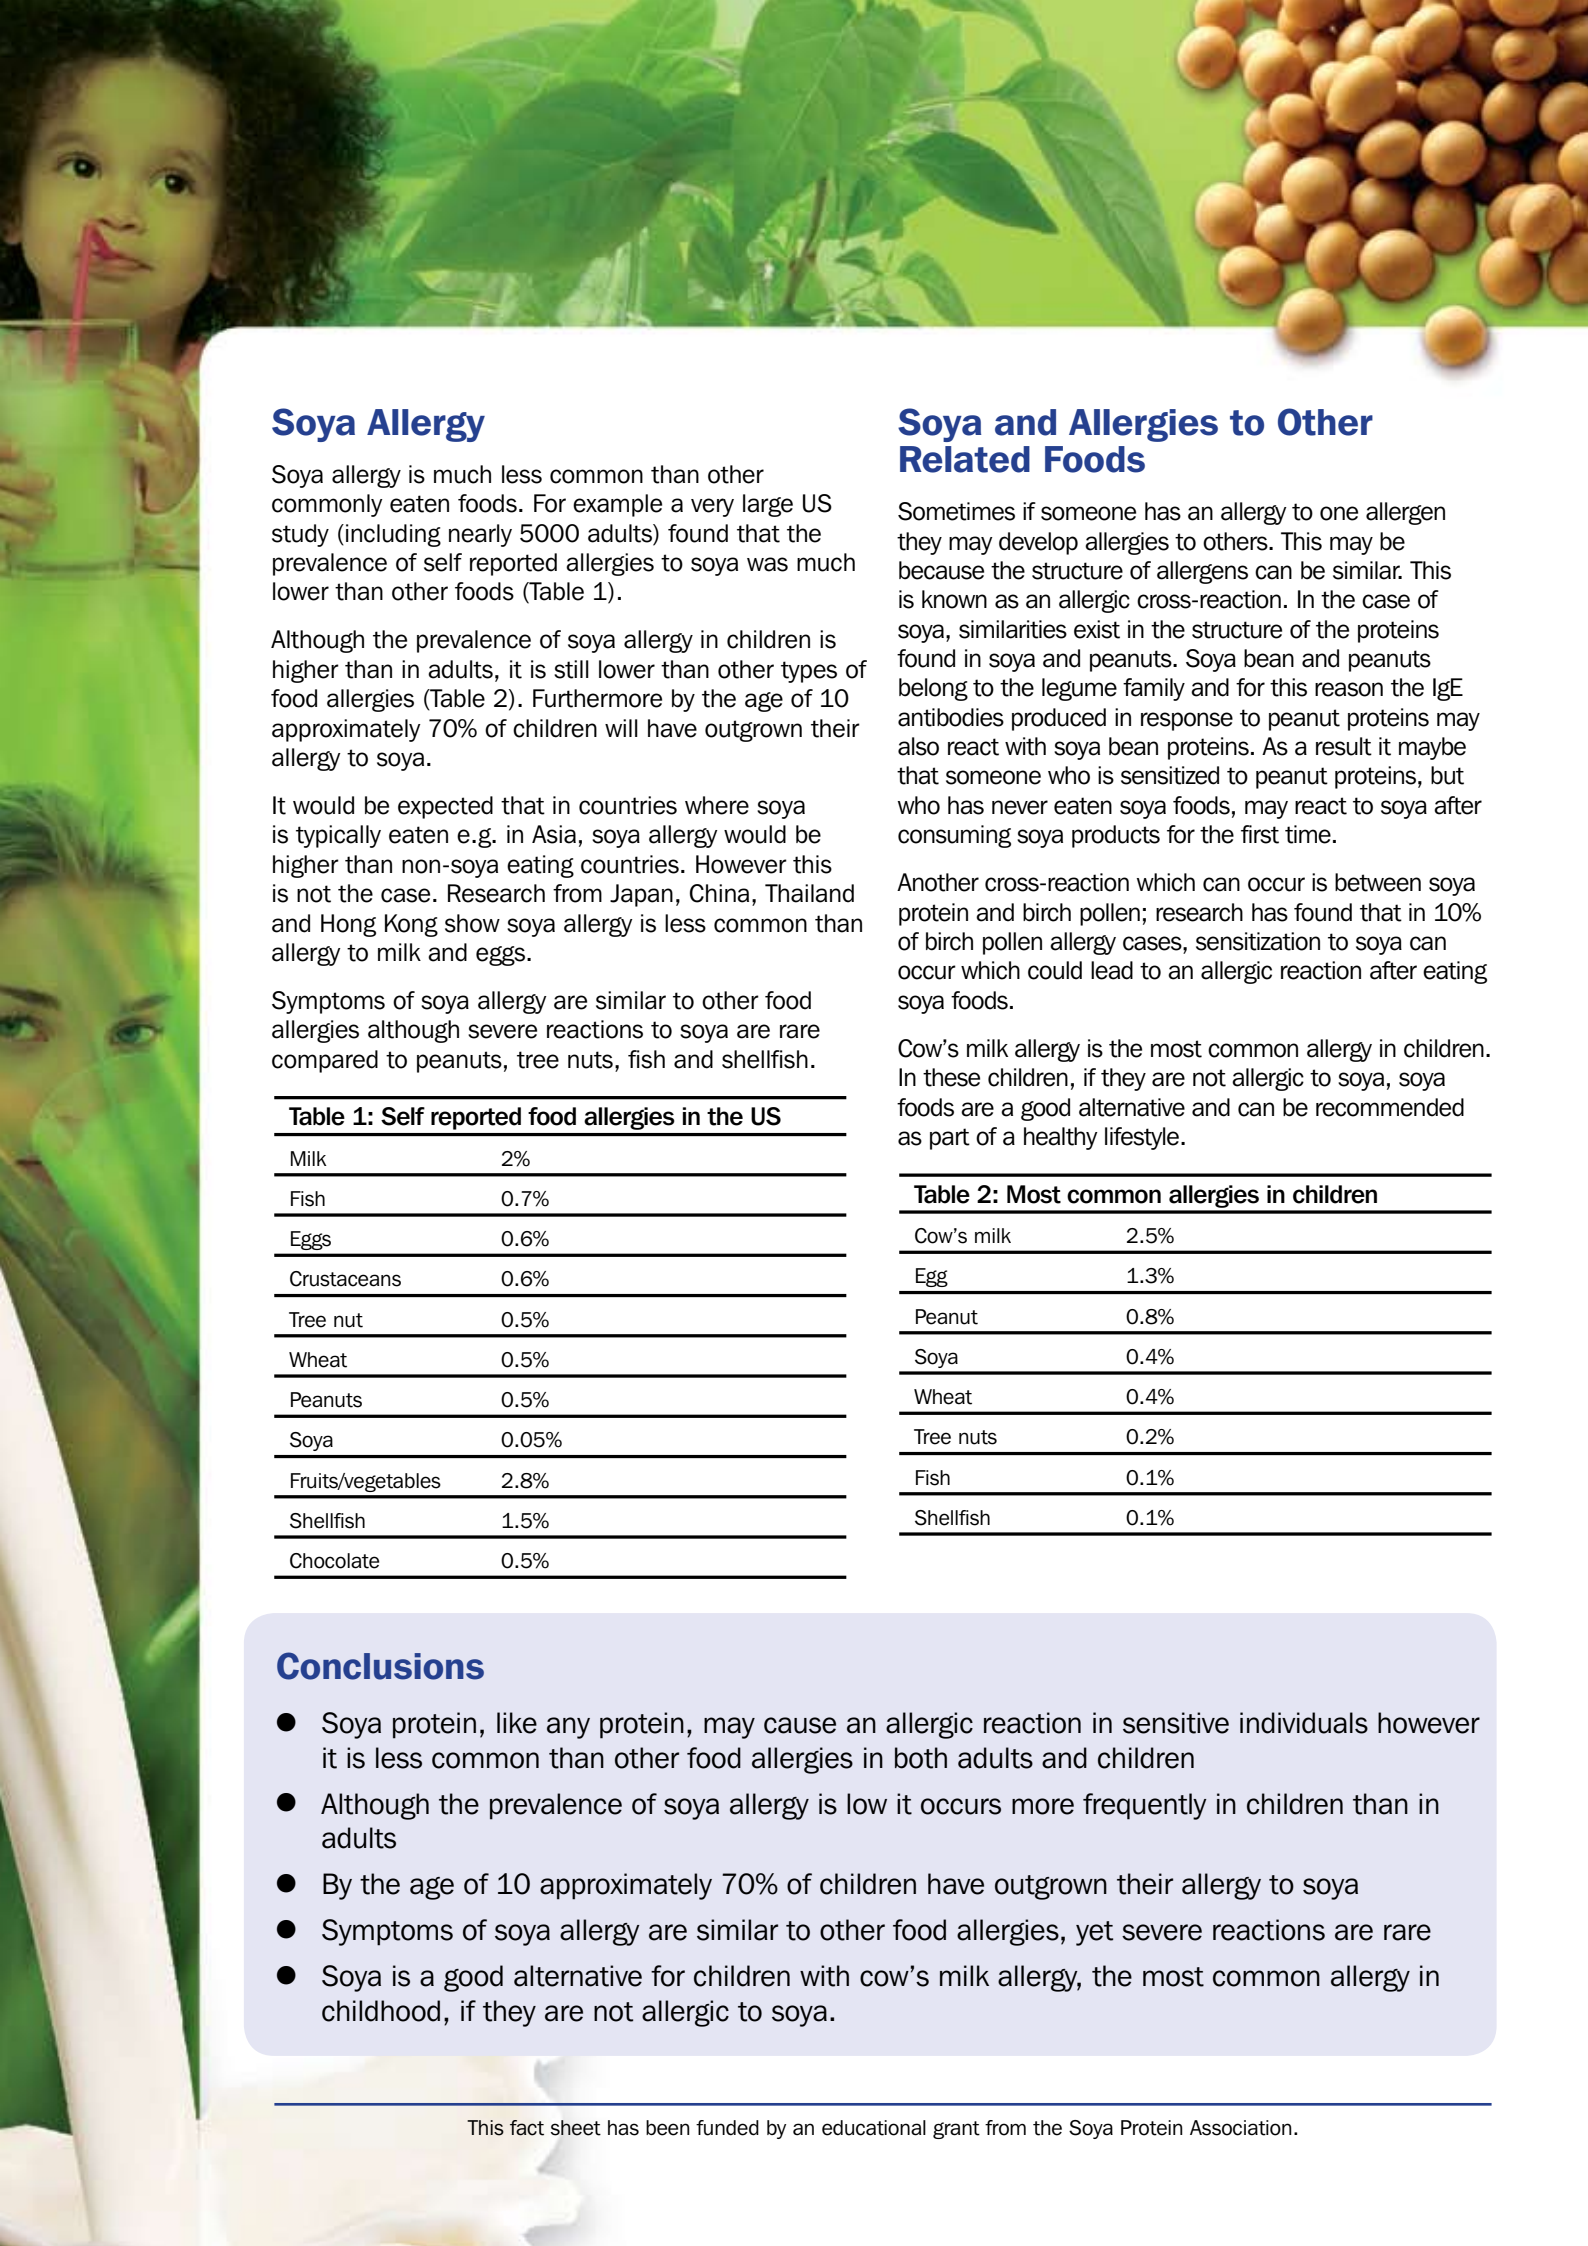 Soya Allergy
Soya allergy is much less common than other
commonly eaten foods. For example a very large US
study (including nearly 5000 adults) found that the
prevalence of self reported allergies to soya was much
lower than other foods (Table 1).
Although the prevalence of soya allergy in children is
higher than in adults, it is still lower than other types of
food allergies (Table 2). Furthermore by the age of 10
approximately 70% of children will have outgrown their
allergy to soya.
It would be expected that in countries where soya
is typically eaten e.g. in Asia, soya allergy would be
higher than non-soya eating countries. However this
is not the case. Research from Japan, China, Thailand
and Hong Kong show soya allergy is less common than
allergy to milk and eggs.
Symptoms of soya allergy are similar to other food
allergies although severe reactions to soya are rare
compared to peanuts, tree nuts, fish and shellfish.
Table 1: Self reported food allergies in the US
Milk 2%
Fish 0.7%
Eggs 0.6%
Crustaceans 0.6%
Tree nut 0.5%
Wheat 0.5%
Peanuts 0.5%
Soya 0.05%
Fruits/vegetables 2.8%
Shellfish 1.5%
Chocolate 0.5%
Soya and Allergies to Other
Related Foods
Sometimes if someone has an allergy to one allergen
they may develop allergies to others. This may be
because the structure of allergens can be similar. This
is known as an allergic cross-reaction. In the case of
soya, similarities exist in the structure of the proteins
found in soya and peanuts. Soya bean and peanuts
belong to the legume family and for this reason the IgE
antibodies produced in response to peanut proteins may
also react with soya bean proteins. As a result it maybe
that someone who is sensitized to peanut proteins, but
who has never eaten soya foods, may react to soya after
consuming soya products for the first time.
Another cross-reaction which can occur is between soya
protein and birch pollen; research has found that in 10%
of birch pollen allergy cases, sensitization to soya can
occur which could lead to an allergic reaction after eating
soya foods.
Cow’s milk allergy is the most common allergy in children.
In these children, if they are not allergic to soya, soya
foods are a good alternative and can be recommended
as part of a healthy lifestyle.
Table 2: Most common allergies in children
Cow’s milk 2.5%
Egg 1.3%
Peanut 0.8%
Soya 0.4%
Wheat 0.4%
Tree nuts 0.2%
Fish 0.1%
Shellfish 0.1%
Conclusions
● Soya protein, like any protein, may cause an allergic reaction in sensitive individuals however
it is less common than other food allergies in both adults and children
● Although the prevalence of soya allergy is low it occurs more frequently in children than in
adults
● By the age of 10 approximately 70% of children have outgrown their allergy to soya
● Symptoms of soya allergy are similar to other food allergies, yet severe reactions are rare
● Soya is a good alternative for children with cow’s milk allergy, the most common allergy in
childhood, if they are not allergic to soya.
This fact sheet has been funded by an educational grant from the Soya Protein Association.